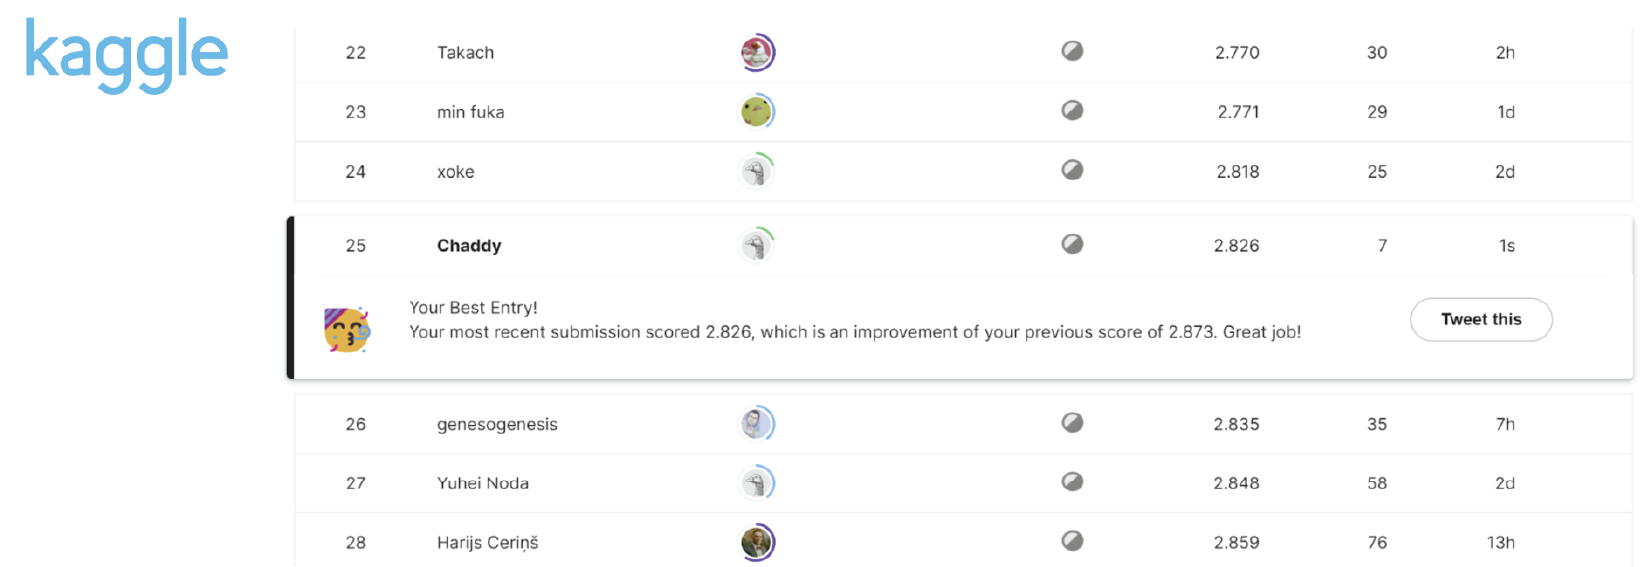 kaggle
22 Takach 2.770 30 2h
23 min fuka 2.771 29 1d
24 xoke 2.818 25 2d
25 Chaddy 2.826 7 1s
Your Best Entry!
Your most recent submission scored 2.826, which is an improvement of your previous score of 2.873. Great job!
Tweet this
26 genesogenesis 2.835 35 7h
27 Yuhei Noda 2.848 58 2d
28 Harijs Ceriņš 2.859 76 13h